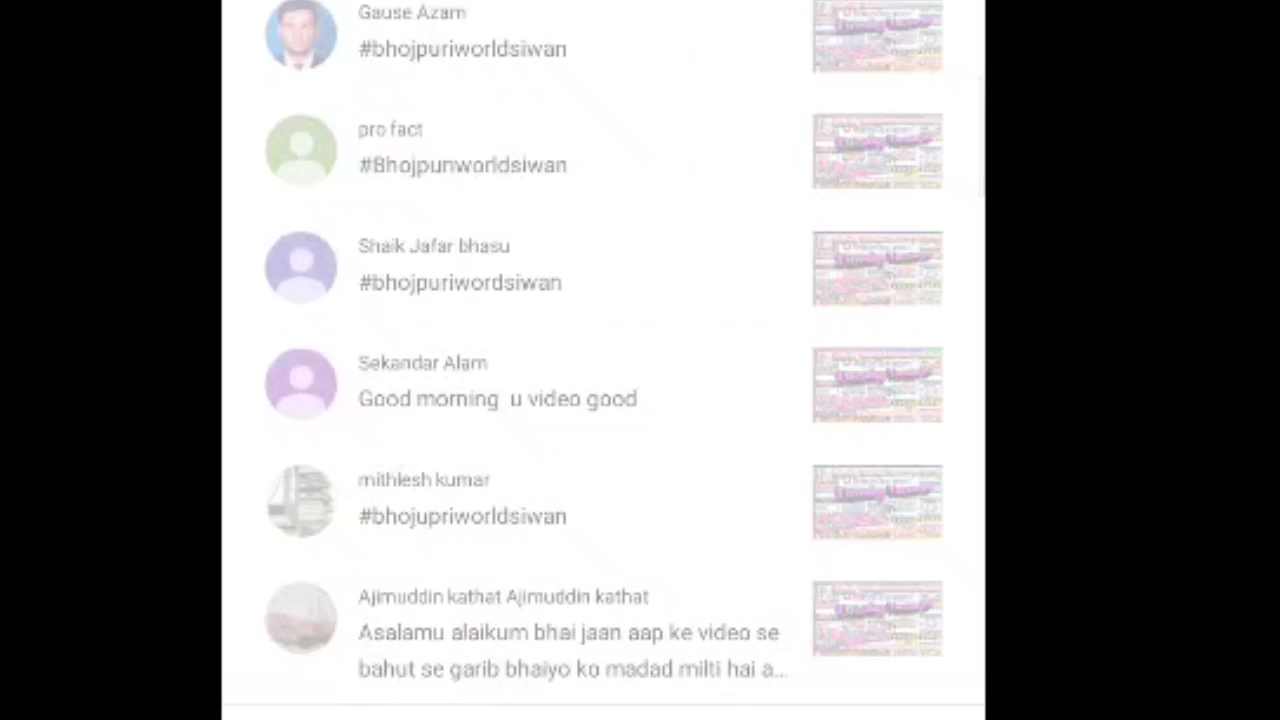 Gause Azam
#bhojpuriworldsiwan
pro fact
#Bhojpunworldsiwan
Shaik Jafar bhasu
#bhojpuriwordsiwan
Sekandar Alam
Good morning u video good
mithlesh kumar
#bhojupriworldsiwan
Ajimuddin kathat Ajimuddin kathat
Asalamu alaikum bhai jaan aap ke video se
bahut se garib bhaiyo ko madad milti hai a...